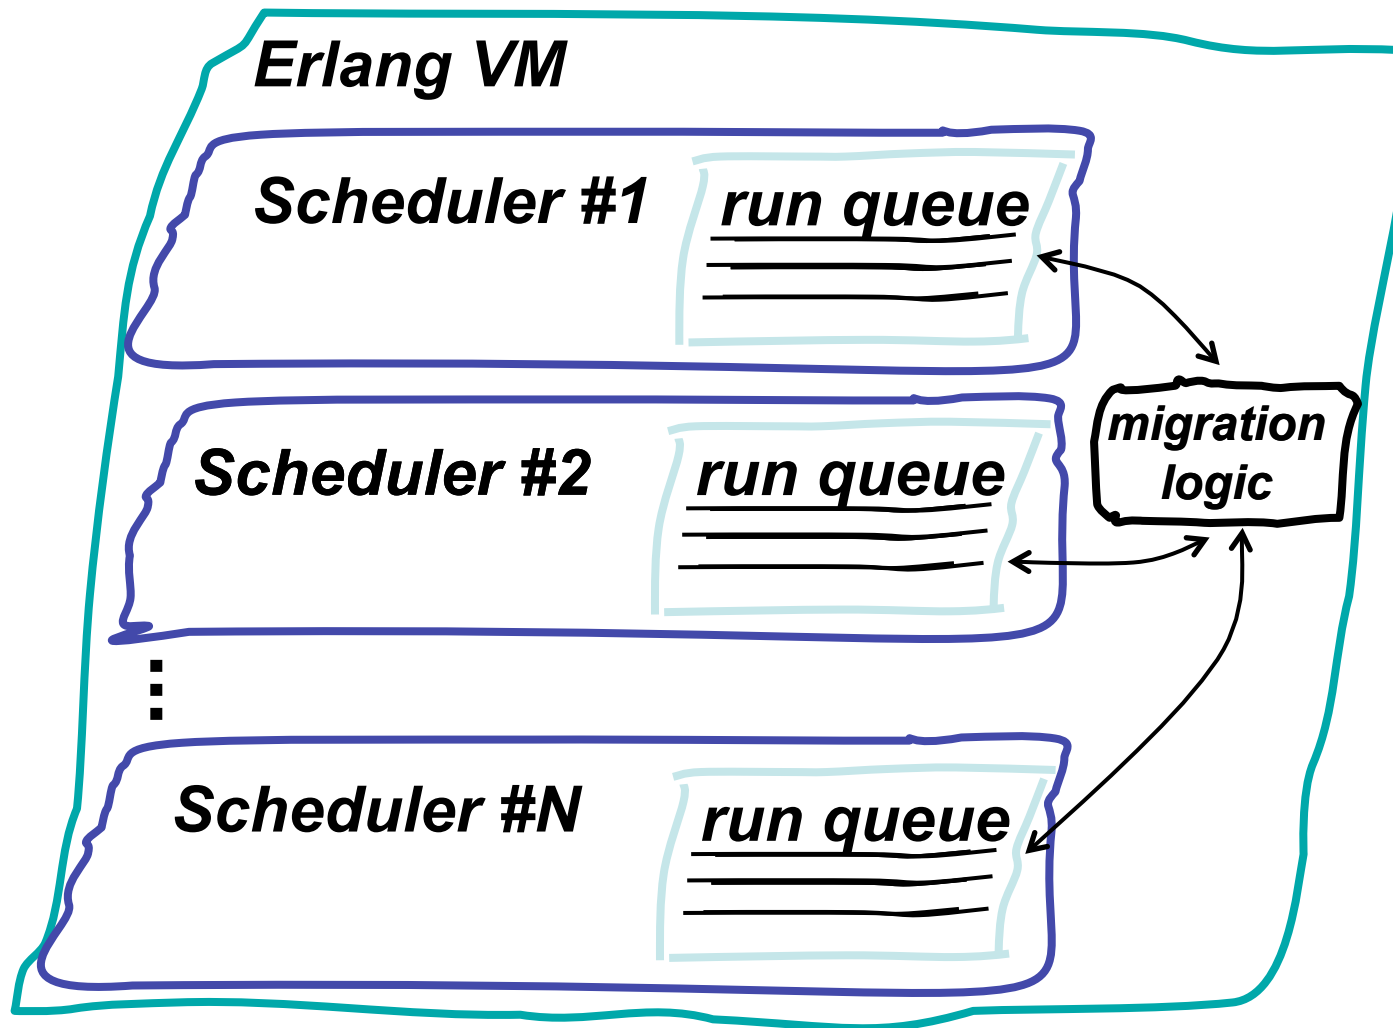 Erlang VM
Scheduler #1
run queue
migration
logic
Scheduler #2
run queue
Scheduler #N
run queue